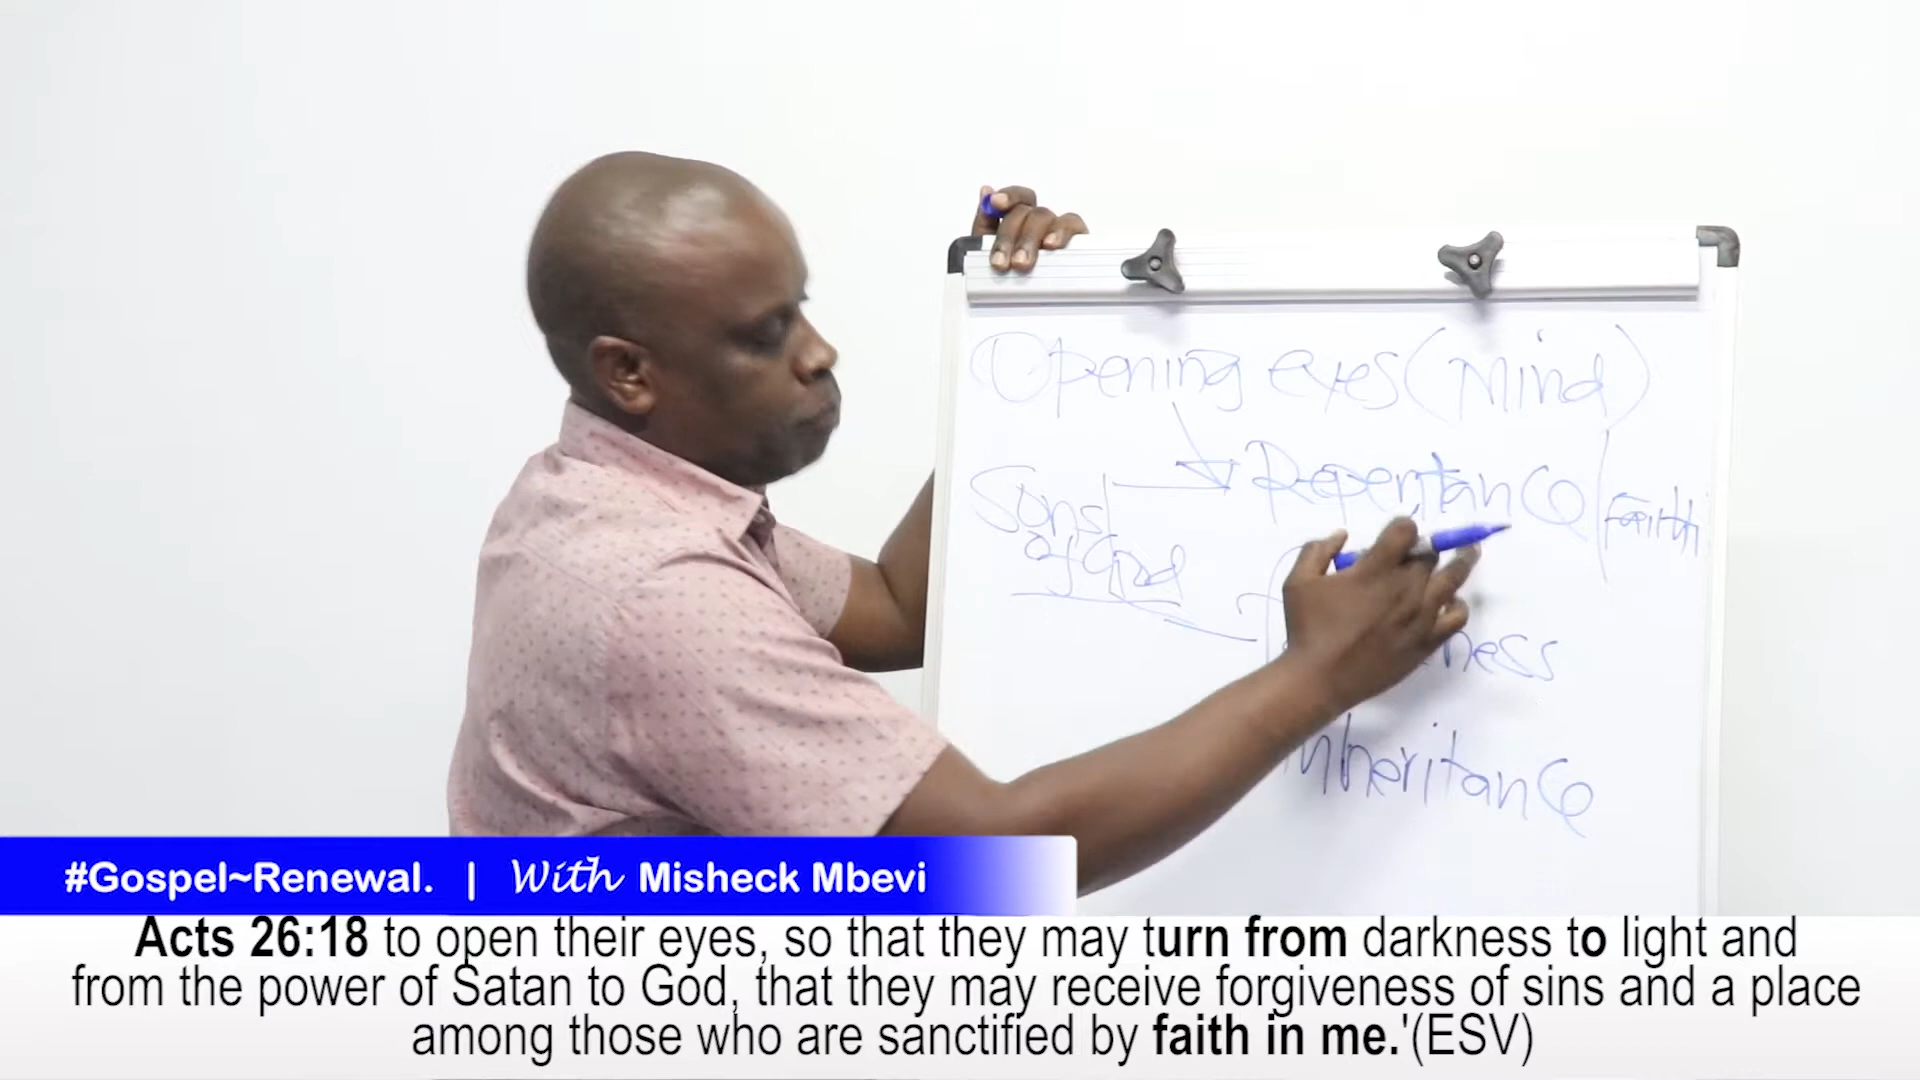 Opening eyes (Mind)
Repentance
Faith
Sons
of God
ness
Inheritance
#Gospel~Renewal. | With Misheck Mbevi
Acts 26:18 to open their eyes, so that they may turn from darkness to light and
from the power of Satan to God, that they may receive forgiveness of sins and a place
among those who are sanctified by faith in me.'(ESV)